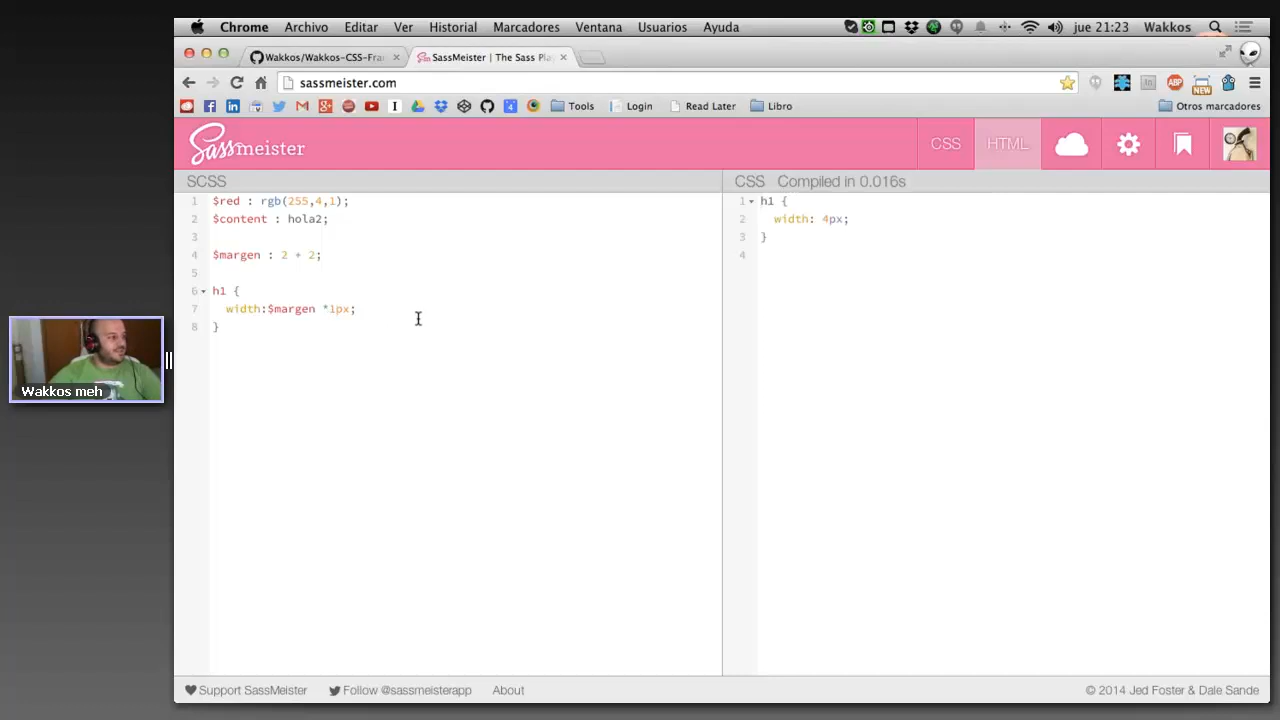 Chrome Archivo Editar Ver Historial Marcadores Ventana Usuarios Ayuda jue 21:23 Wakkos
Wakkos/Wakkos-CSS-Fra SassMeister | The Sass Pla
sassmeister.com
Tools Login Read Later Libro Otros marcadores
Sassmeister CSS HTML
SCSS
1 $red : rgb(255,4,1);
2 $content : hola2;
3
4 $margen : 2 + 2;
5
6 h1 {
7 width:$margen *1px;
8 }
CSS Compiled in 0.016s
1 h1 {
2 width: 4px;
3 }
4
Wakkos meh
Support SassMeister Follow @sassmeisterapp About © 2014 Jed Foster & Dale Sande